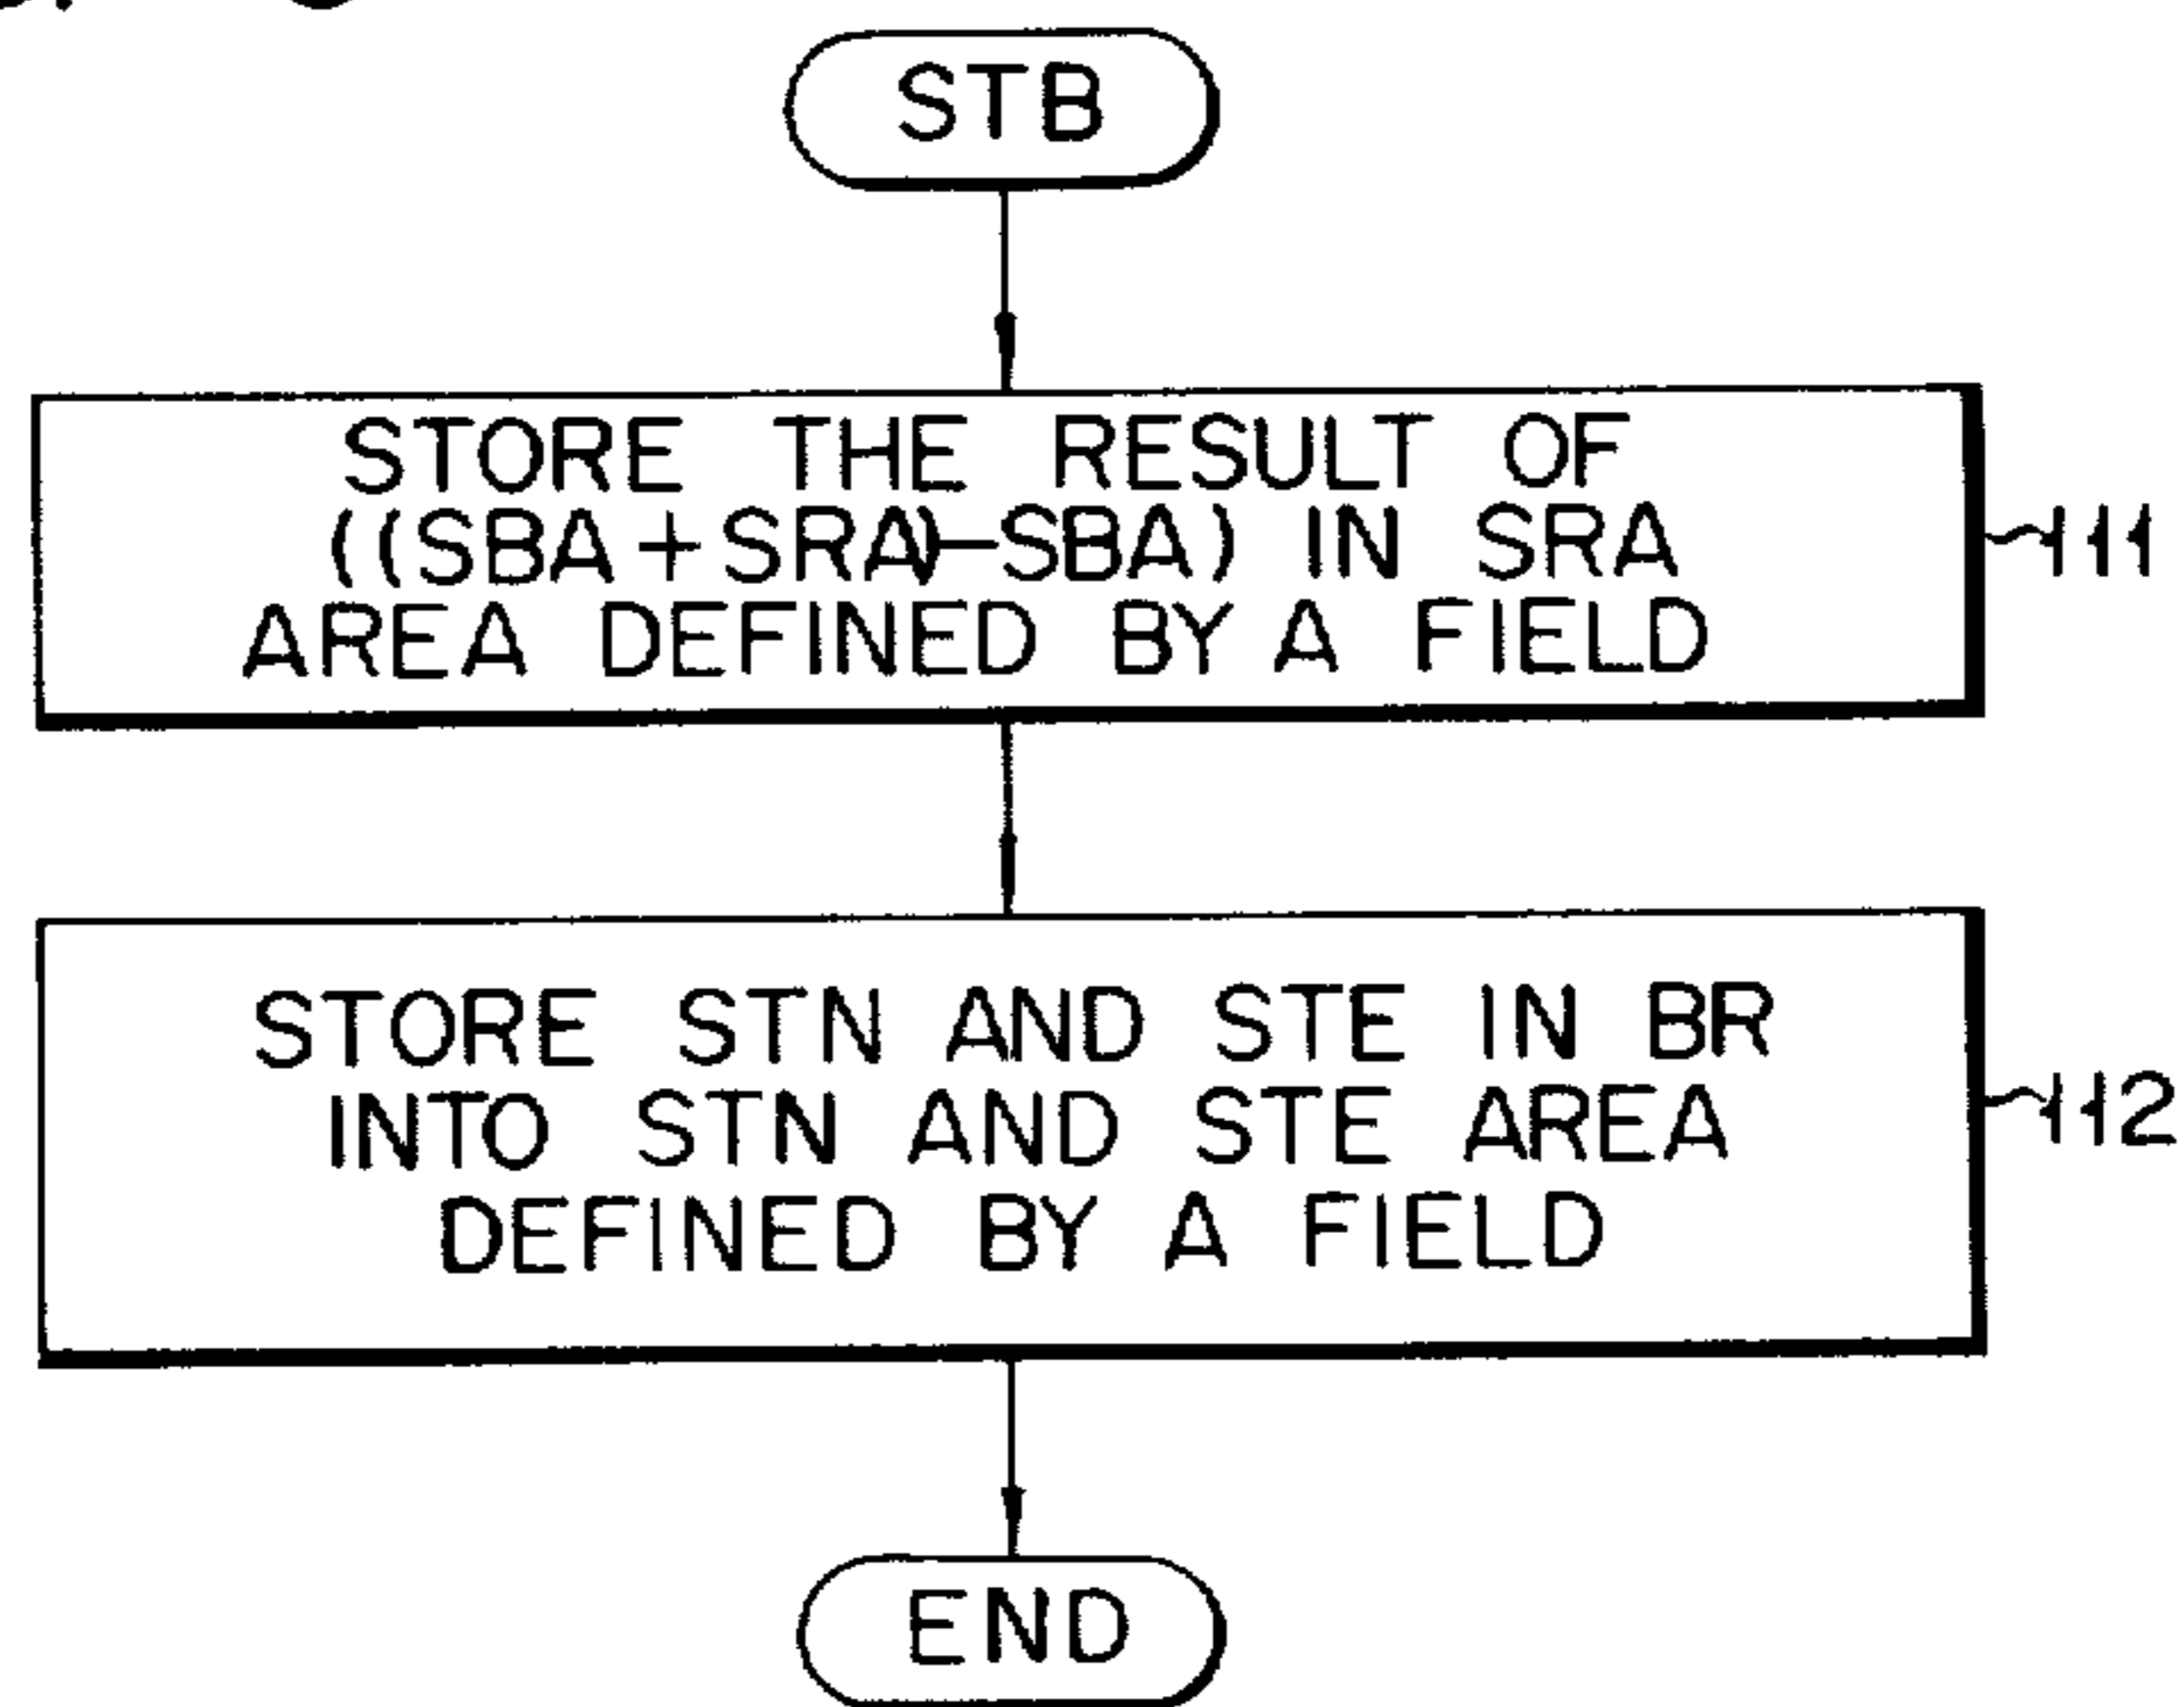 STB
STORE THE RESULT OF
((SBA+SRA)-SBA) IN SRA
AREA DEFINED BY A FIELD
111
STORE STN AND STE IN BR
INTO STN AND STE AREA
DEFINED BY A FIELD
112
END